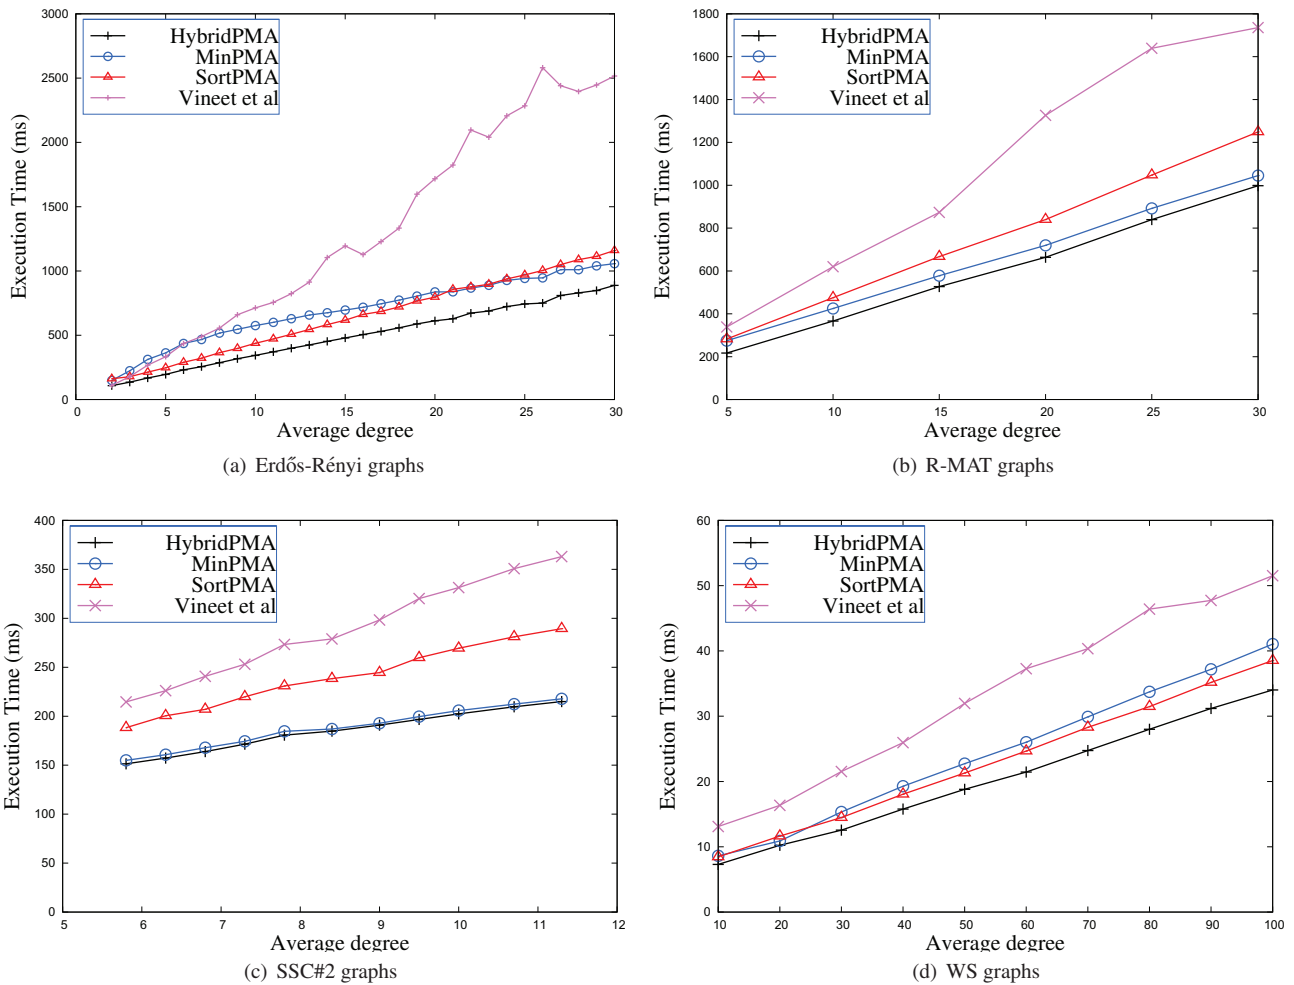 3000
2500
2000
1500
1000
500
0
Execution Time (ms)
HybridPMA
MinPMA
SortPMA
Vineet et al
0 5 10 15 20 25 30
Average degree
(a) Erdős-Rényi graphs
1800
1600
1400
1200
1000
800
600
400
200
0
Execution Time (ms)
HybridPMA
MinPMA
SortPMA
Vineet et al
5 10 15 20 25 30
Average degree
(b) R-MAT graphs
400
350
300
250
200
150
100
50
0
Execution Time (ms)
HybridPMA
MinPMA
SortPMA
Vineet et al
5 6 7 8 9 10 11 12
Average degree
(c) SSC#2 graphs
60
50
40
30
20
10
0
Execution Time (ms)
HybridPMA
MinPMA
SortPMA
Vineet et al
10 20 30 40 50 60 70 80 90 100
Average degree
(d) WS graphs